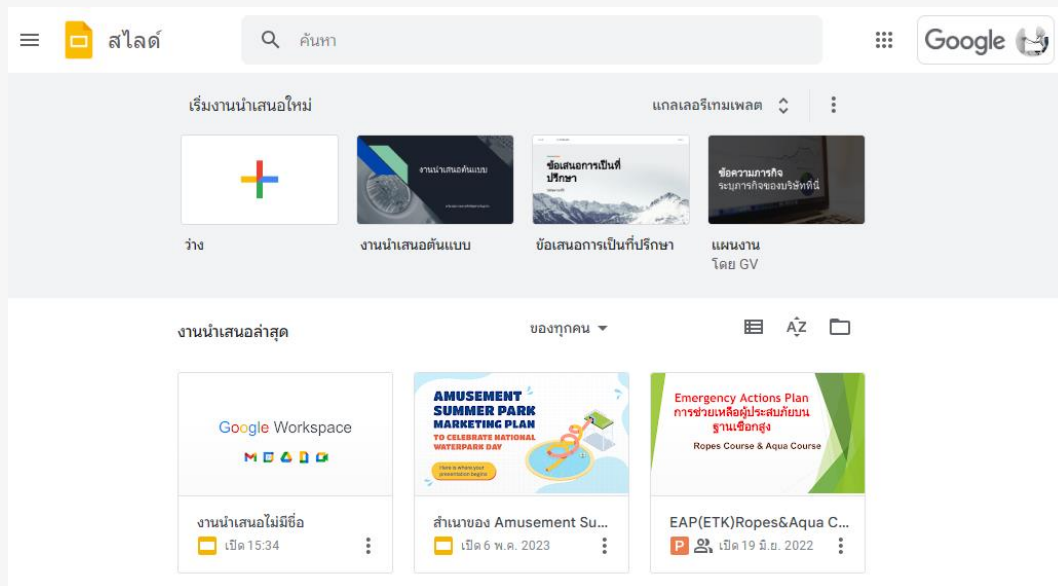 สไลด์
ค้นหา
Google
เริ่มงานนำเสนอใหม่
แกลเลอรีเทมเพลต
งานนำเสนอต้นแบบ
ข้อเสนอการเป็นที่
ปรึกษา
ข้อความภารกิจ
ระบุภารกิจของบริษัทที่นี่
ว่าง
งานนำเสนอต้นแบบ
ข้อเสนอการเป็นที่ปรึกษา
แผนงาน
โดย GV
งานนำเสนอล่าสุด
ของทุกคน
AZ
Google Workspace
AMUSEMENT
SUMMER PARK
MARKETING PLAN
TO CELEBRATE NATIONAL
WATERPARK DAY
Here is where your
presentation begins
Emergency Actions Plan
การช่วยเหลือผู้ประสบภัยบน
ฐานเชือกสูง
Ropes Course & Aqua Course
งานนำเสนอไม่มีชื่อ
เปิด 15:34
สำเนาของ Amusement Su...
เปิด 6 พ.ค. 2023
EAP(ETK)Ropes&Aqua C...
P
เปิด 19 มิ.ย. 2022